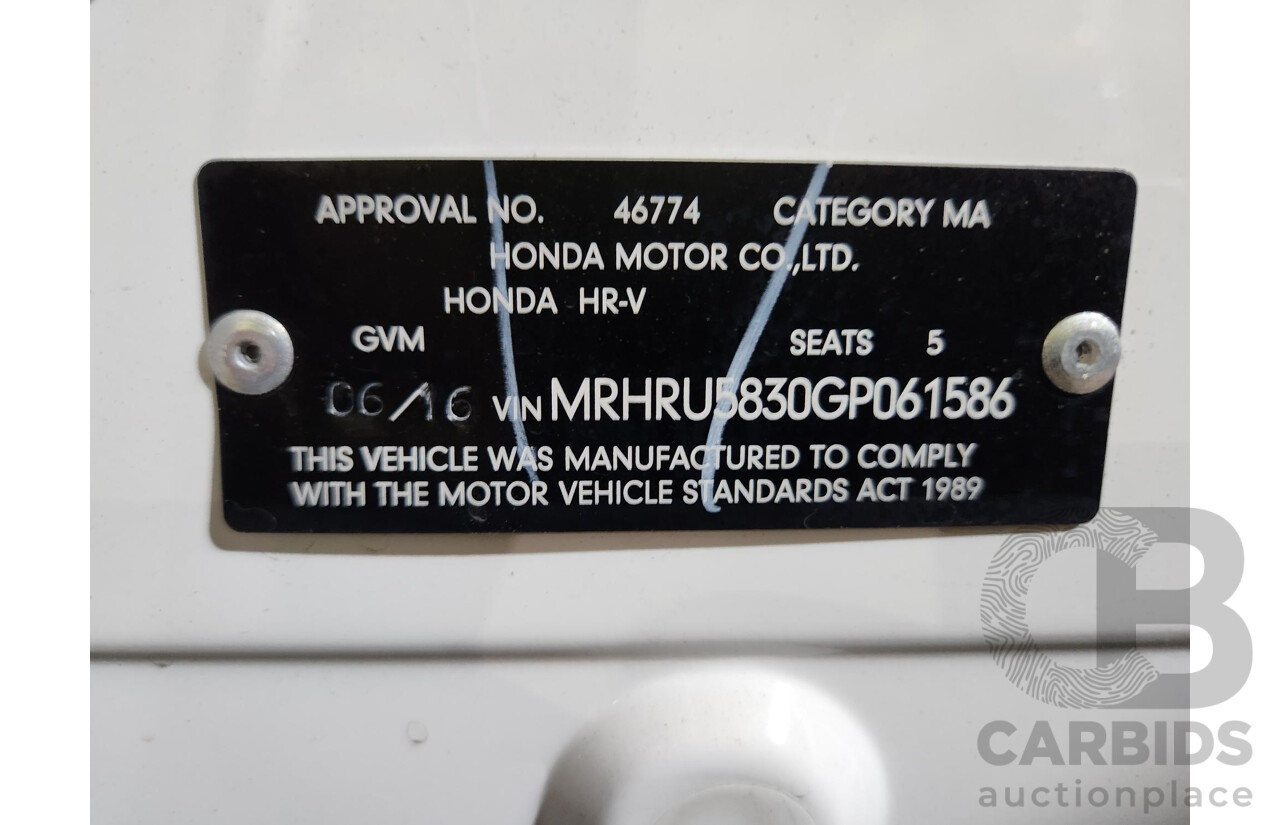 APPROVAL NO. 46774 CATEGORY MA
HONDA MOTOR CO.,LTD.
HONDA HR-V
GVM SEATS 5
06/16 VIN MRHRU5830GP061586
THIS VEHICLE WAS MANUFACTURED TO COMPLY
WITH THE MOTOR VEHICLE STANDARDS ACT 1989
CB
CARBIDS
auctionplace